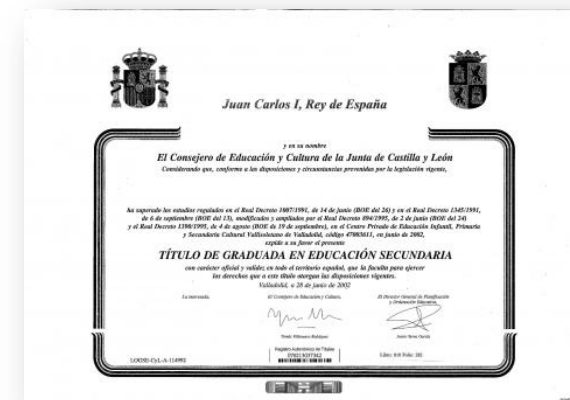 Juan Carlos I, Rey de España
y en su nombre
El Consejero de Educación y Cultura de la Junta de Castilla y León
Considerando que, conforme a las disposiciones y circunstancias prevenidas por la legislación vigente,
ha superado los estudios regulados en el Real Decreto 1007/1991, de 14 de junio (BOE del 26) y en el Real Decreto 1345/1991,
de 6 de septiembre (BOE del 13), modificados y ampliados por el Real Decreto 894/1995, de 2 de junio (BOE del 24)
y el Real Decreto 1390/1995, de 4 de agosto (BOE de 19 de septiembre), en el Centro Privado de Educación Infantil, Primaria
y Secundaria Cultural Vallisoletano de Valladolid, código 47003611, en junio de 2002,
expide a su favor el presente
TÍTULO DE GRADUADA EN EDUCACIÓN SECUNDARIA
con carácter oficial y validez en todo el territorio español, que la faculta para ejercer
los derechos que a este título otorgan las disposiciones vigentes.
Valladolid, a 28 de junio de 2002
La interesada,
El Consejero de Educación y Cultura,
El Director General de Planificación
y Ordenación Educativa,
Tomás Villanueva Rodríguez
Registro Autonómico de Títulos
LOGSE-CyL-A-114992